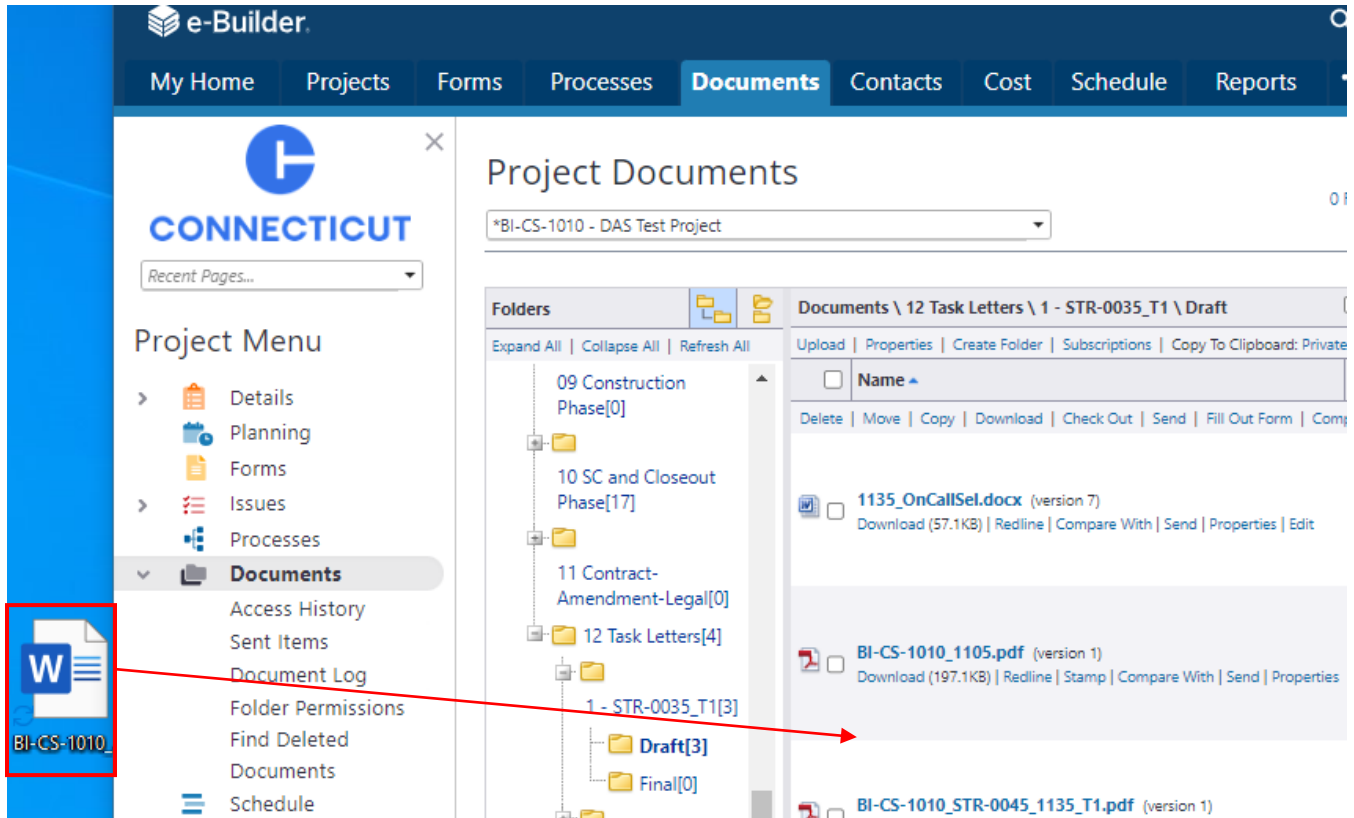 e-Builder.
My Home Projects Forms Processes Documents Contacts Cost Schedule Reports
CONNECTICUT
Recent Pages...
Project Menu
Details
Planning
Forms
Issues
Processes
Documents
Access History
Sent Items
Document Log
Folder Permissions
Find Deleted
Documents
Schedule
W
BI-CS-1010_
Project Documents
0 F
*BI-CS-1010 - DAS Test Project
Folders
Expand All | Collapse All | Refresh All
09 Construction
Phase[0]
10 SC and Closeout
Phase[17]
11 Contract-
Amendment-Legal[0]
12 Task Letters[4]
1 - STR-0035_T1[3]
Draft[3]
Final[0]
Documents \ 12 Task Letters \ 1 - STR-0035_T1 \ Draft
Upload | Properties | Create Folder | Subscriptions | Copy To Clipboard: Private
Name
Delete | Move | Copy | Download | Check Out | Send | Fill Out Form | Comp
1135_OnCallSel.docx (version 7)
Download (57.1KB) | Redline | Compare With | Send | Properties | Edit
BI-CS-1010_1105.pdf (version 1)
Download (197.1KB) | Redline | Stamp | Compare With | Send | Properties
BI-CS-1010_STR-0045_1135_T1.pdf (version 1)